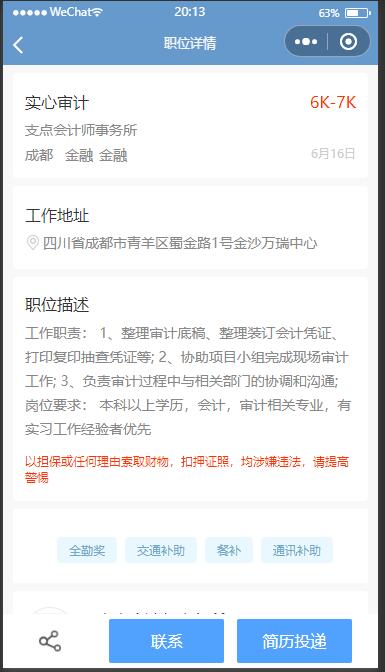 WeChat 20:13 63%
职位详情
实心审计 6K-7K
支点会计师事务所
成都 金融 金融 6月16日
工作地址
四川省成都市青羊区蜀金路1号金沙万瑞中心
职位描述
工作职责： 1、整理审计底稿、整理装订会计凭证、
打印复印抽查凭证等; 2、协助项目小组完成现场审计
工作; 3、负责审计过程中与相关部门的协调和沟通;
岗位要求： 本科以上学历，会计，审计相关专业，有
实习工作经验者优先
以担保或任何理由索取财物，扣押证照，均涉嫌违法，请提高
警惕
全勤奖 交通补助 餐补 通讯补助
联系 简历投递